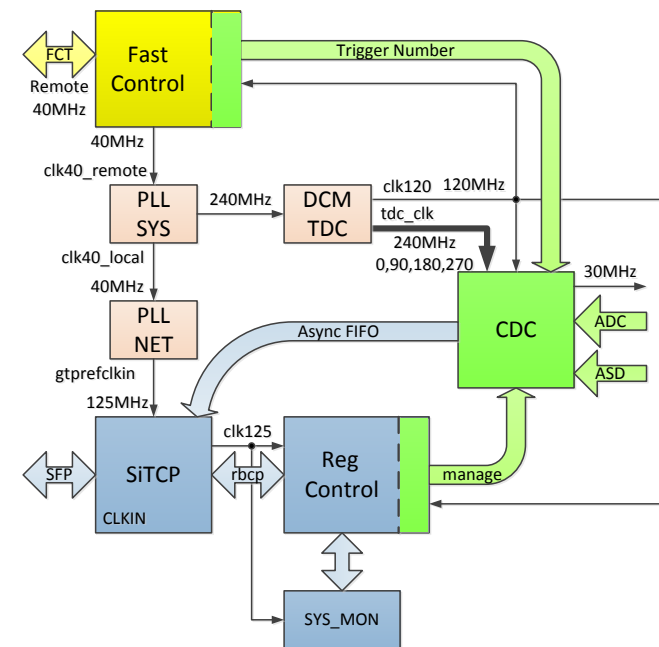 FCT
Remote
40MHz
Fast
Control
Trigger Number
40MHz
clk40_remote
PLL
SYS
240MHz
DCM
TDC
clk120
120MHz
tdc_clk
240MHz
0,90,180,270
clk40_local
40MHz
PLL
NET
gtprefclkin
125MHz
Async FIFO
CDC
30MHz
ADC
ASD
SFP
SiTCP
CLKIN
clk125
rbcp
Reg
Control
manage
SYS_MON